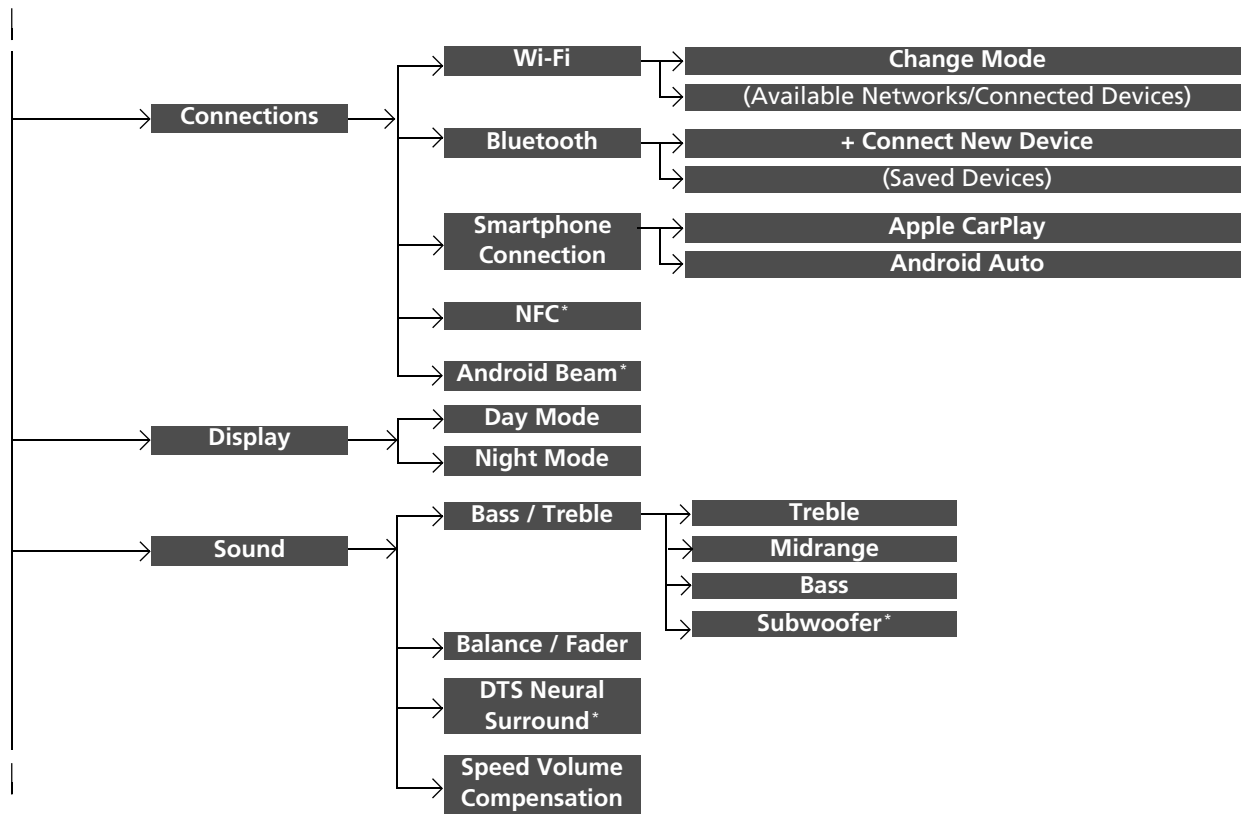 Connections
Wi-Fi
Change Mode
(Available Networks/Connected Devices)
Bluetooth
+ Connect New Device
(Saved Devices)
Smartphone
Connection
Apple CarPlay
Android Auto
NFC*
Android Beam*
Display
Day Mode
Night Mode
Sound
Bass / Treble
Treble
Midrange
Bass
Subwoofer*
Balance / Fader
DTS Neural
Surround*
Speed Volume
Compensation